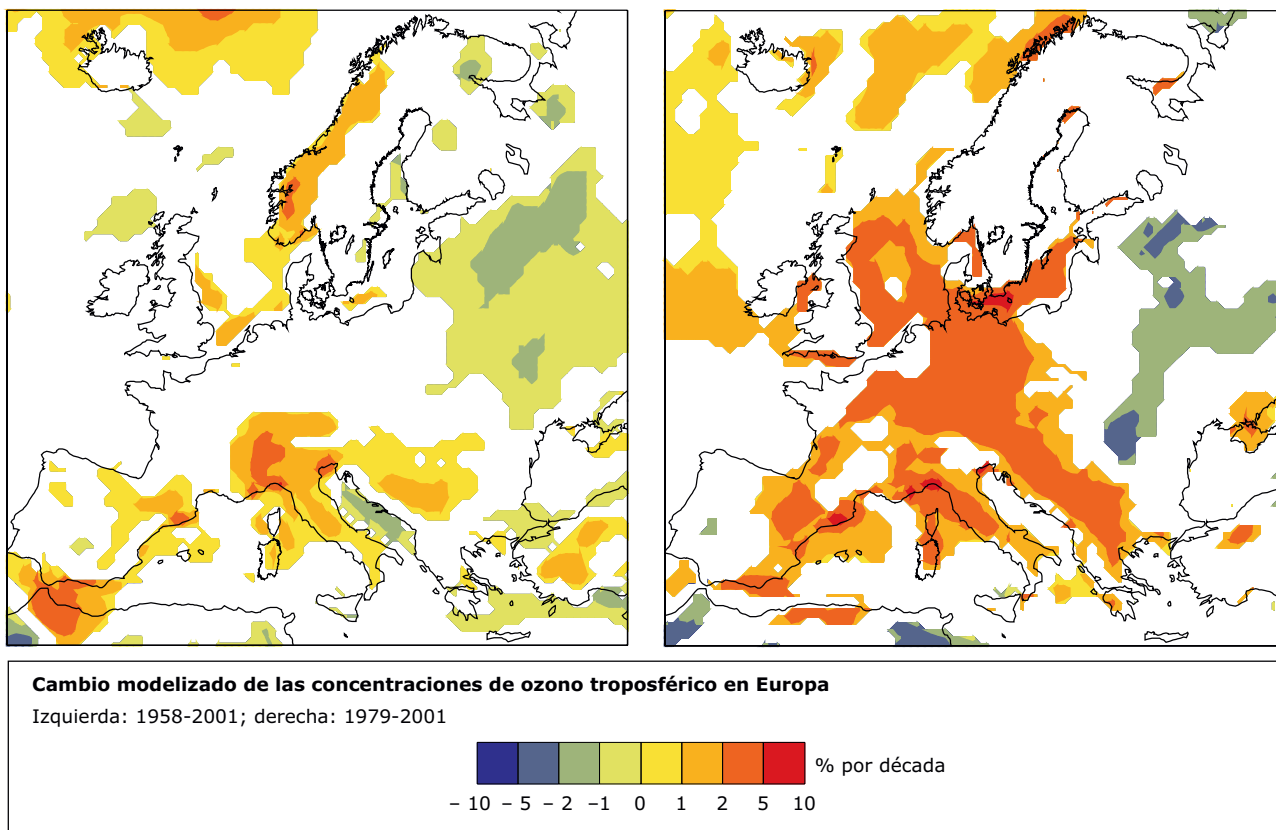 Cambio modelizado de las concentraciones de ozono troposférico en Europa
Izquierda: 1958-2001; derecha: 1979-2001
% por década
– 10 – 5 – 2 –1 0 1 2 5 10